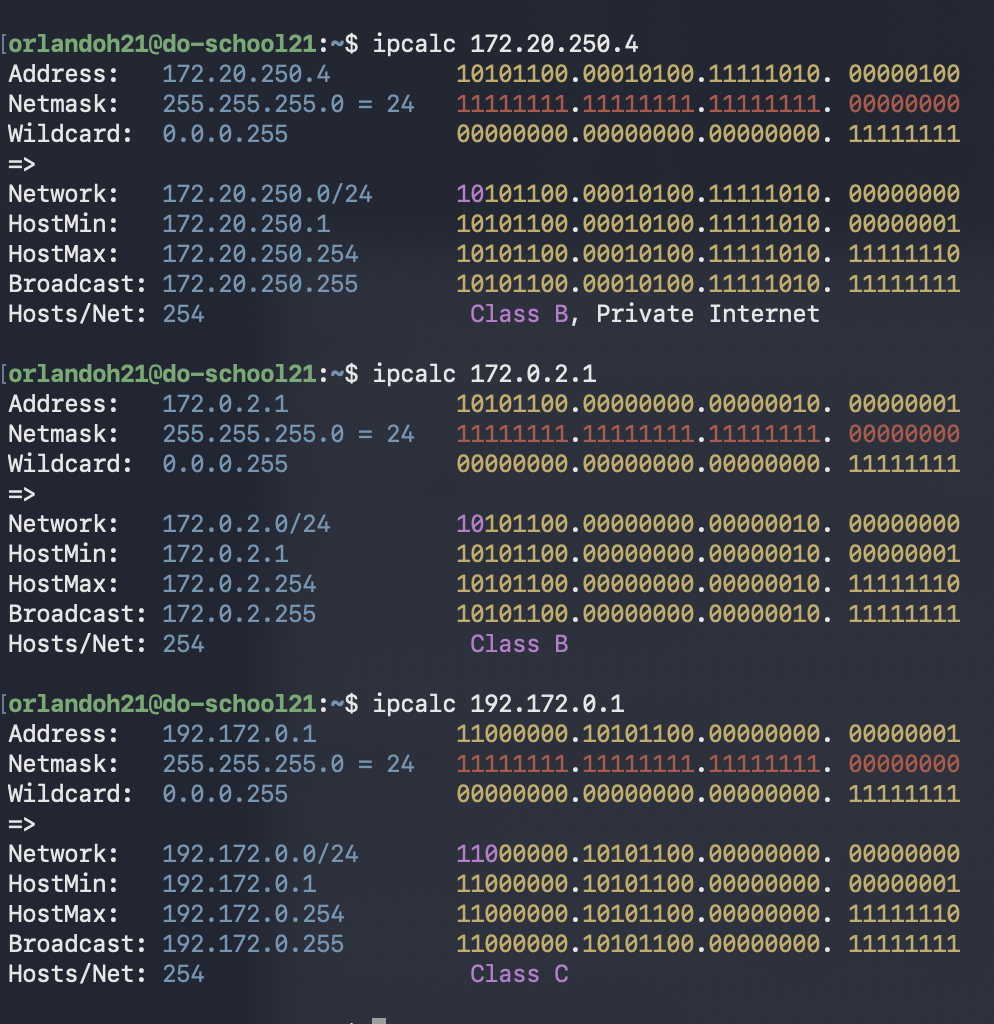 [orlandoh21@do-school21:~$ ipcalc 172.20.250.4
Address:   172.20.250.4         10101100.00010100.11111010. 00000100
Netmask:   255.255.255.0 = 24   11111111.11111111.11111111. 00000000
Wildcard:  0.0.0.255            00000000.00000000.00000000. 11111111
=>
Network:   172.20.250.0/24      10101100.00010100.11111010. 00000000
HostMin:   172.20.250.1         10101100.00010100.11111010. 00000001
HostMax:   172.20.250.254       10101100.00010100.11111010. 11111110
Broadcast: 172.20.250.255       10101100.00010100.11111010. 11111111
Hosts/Net: 254                   Class B, Private Internet
[orlandoh21@do-school21:~$ ipcalc 172.0.2.1
Address:   172.0.2.1            10101100.00000000.00000010. 00000001
Netmask:   255.255.255.0 = 24   11111111.11111111.11111111. 00000000
Wildcard:  0.0.0.255            00000000.00000000.00000000. 11111111
=>
Network:   172.0.2.0/24         10101100.00000000.00000010. 00000000
HostMin:   172.0.2.1            10101100.00000000.00000010. 00000001
HostMax:   172.0.2.254          10101100.00000000.00000010. 11111110
Broadcast: 172.0.2.255          10101100.00000000.00000010. 11111111
Hosts/Net: 254                   Class B
[orlandoh21@do-school21:~$ ipcalc 192.172.0.1
Address:   192.172.0.1          11000000.10101100.00000000. 00000001
Netmask:   255.255.255.0 = 24   11111111.11111111.11111111. 00000000
Wildcard:  0.0.0.255            00000000.00000000.00000000. 11111111
=>
Network:   192.172.0.0/24       11000000.10101100.00000000. 00000000
HostMin:   192.172.0.1          11000000.10101100.00000000. 00000001
HostMax:   192.172.0.254        11000000.10101100.00000000. 11111110
Broadcast: 192.172.0.255        11000000.10101100.00000000. 11111111
Hosts/Net: 254                   Class C